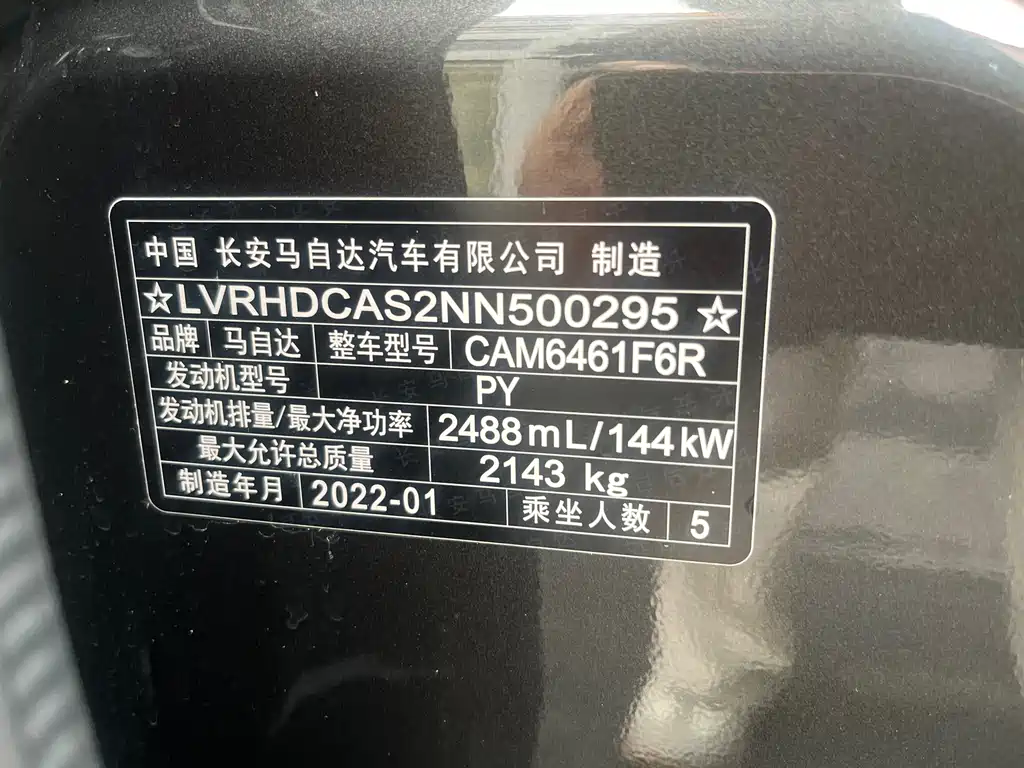 中国 长安马自达汽车有限公司 制造
☆LVRHDCAS2NN500295☆
品牌 马自达 整车型号 CAM6461F6R
发动机型号 PY
发动机排量/最大净功率 2488mL/144kW
最大允许总质量 2143 kg
制造年月 2022-01 乘坐人数 5